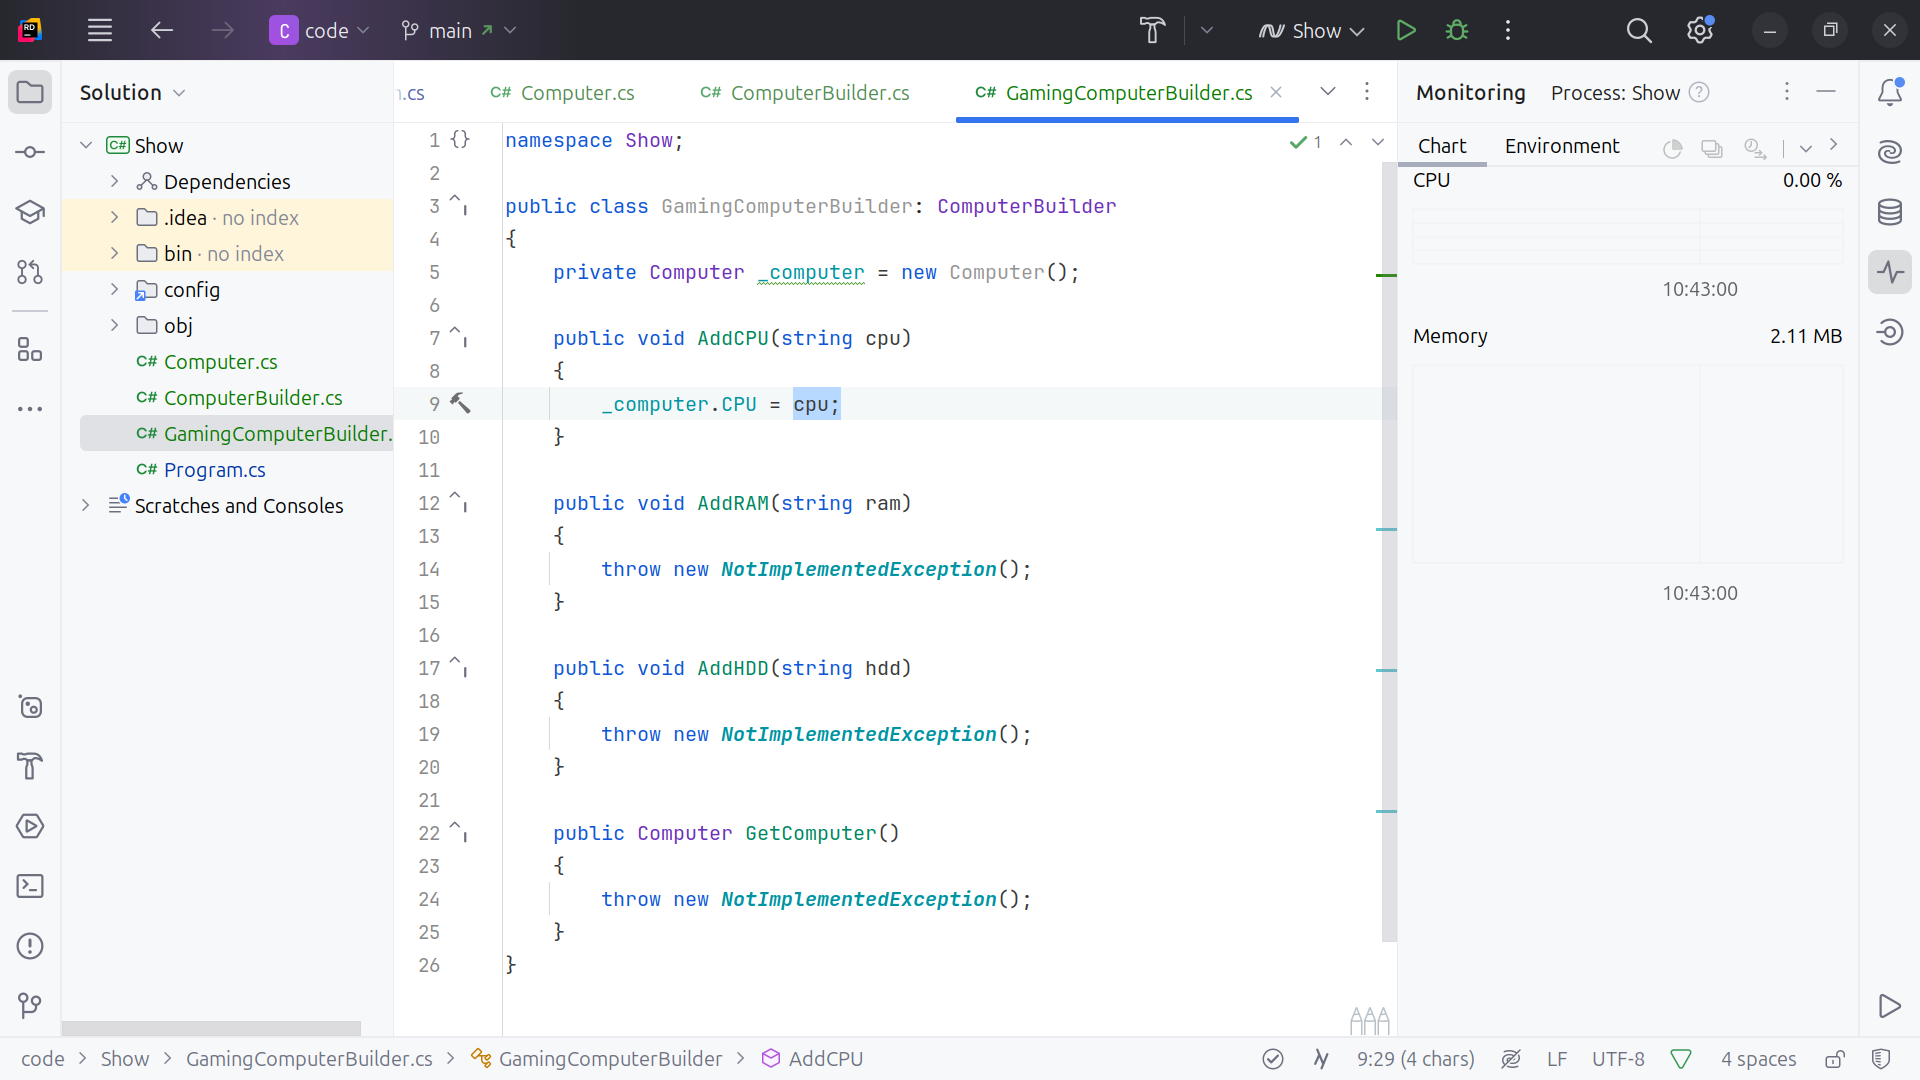 RD
C code
main
Show
Solution
Show
Dependencies
.idea · no index
bin · no index
config
obj
C# Computer.cs
C# ComputerBuilder.cs
C# GamingComputerBuilder.
C# Program.cs
Scratches and Consoles
.cs
C# Computer.cs
C# ComputerBuilder.cs
C# GamingComputerBuilder.cs
1 {} namespace Show;
2
3 public class GamingComputerBuilder: ComputerBuilder
4 {
5 private Computer _computer = new Computer();
6
7 public void AddCPU(string cpu)
8 {
9 _computer.CPU = cpu;
10 }
11
12 public void AddRAM(string ram)
13 {
14 throw new NotImplementedException();
15 }
16
17 public void AddHDD(string hdd)
18 {
19 throw new NotImplementedException();
20 }
21
22 public Computer GetComputer()
23 {
24 throw new NotImplementedException();
25 }
26 }
1
Monitoring Process: Show ?
Chart Environment
CPU 0.00 %
10:43:00
Memory 2.11 MB
10:43:00
code > Show > GamingComputerBuilder.cs > GamingComputerBuilder > AddCPU
9:29 (4 chars) LF UTF-8 4 spaces